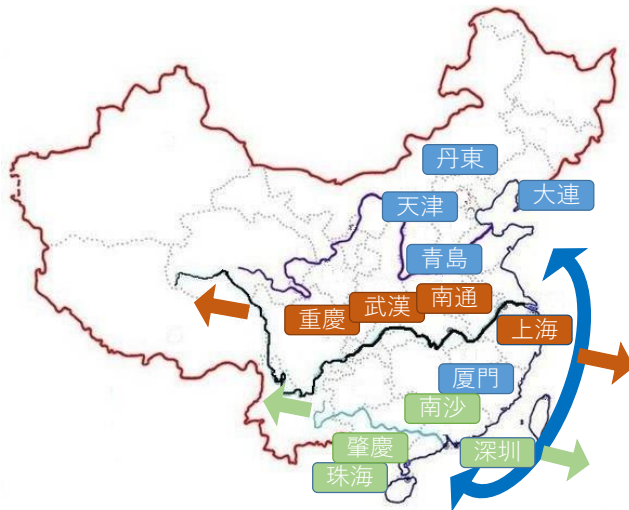 丹東
大連
天津
青島
南通
武漢
重慶
上海
厦門
南沙
肇慶
深圳
珠海